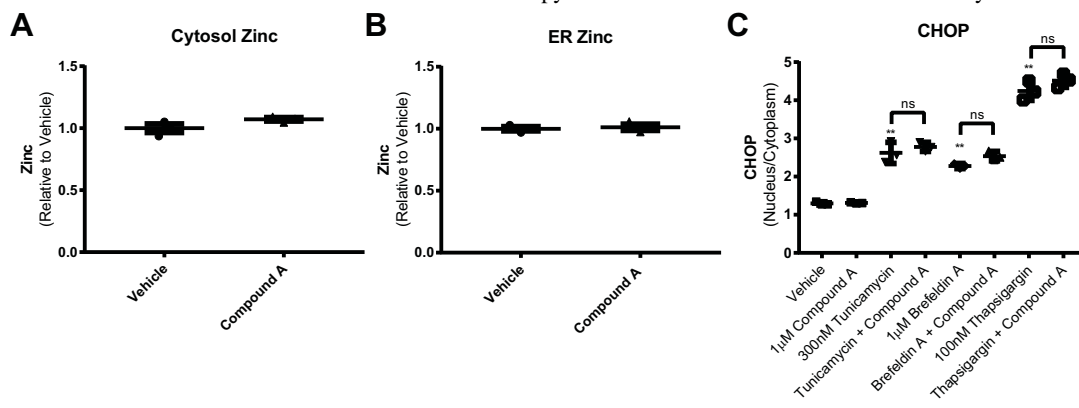 A
Cytosol Zinc
Zinc
(Relative to Vehicle)
1.5
1.0
0.5
0.0
Vehicle
Compound A
B
ER Zinc
Zinc
(Relative to Vehicle)
1.5
1.0
0.5
0.0
Vehicle
Compound A
C
CHOP
CHOP
(Nucleus/Cytoplasm)
5
4
3
2
1
0
**
ns
**
ns
**
ns
Vehicle
1µM Compound A
300nM Tunicamycin
Tunicamycin + Compound A
1µM Brefeldin A
Brefeldin A + Compound A
100nM Thapsigargin
Thapsigargin + Compound A